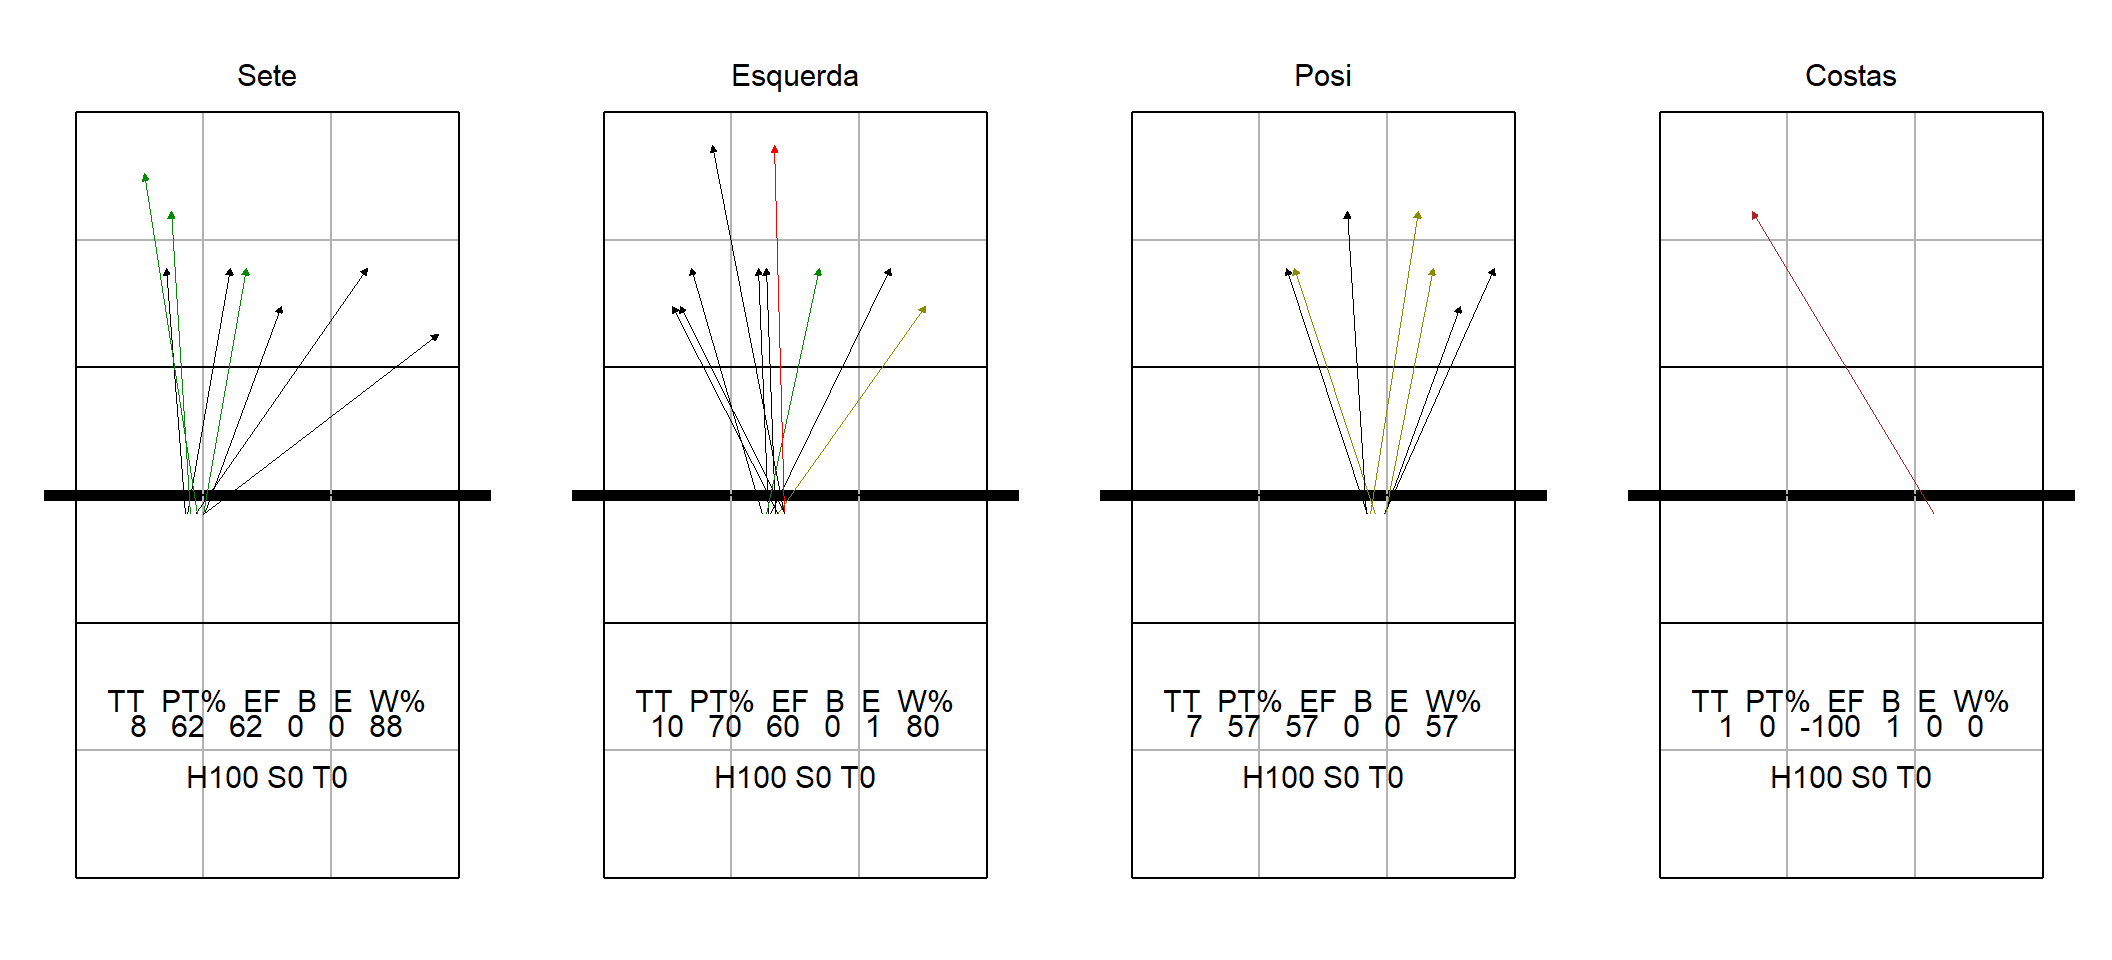 Sete
TT PT% EF B E W%
8 62 62 0 0 88
H100 S0 T0
Esquerda
TT PT% EF B E W%
10 70 60 0 1 80
H100 S0 T0
Posi
TT PT% EF B E W%
7 57 57 0 0 57
H100 S0 T0
Costas
TT PT% EF B E W%
1 0 -100 1 0 0
H100 S0 T0